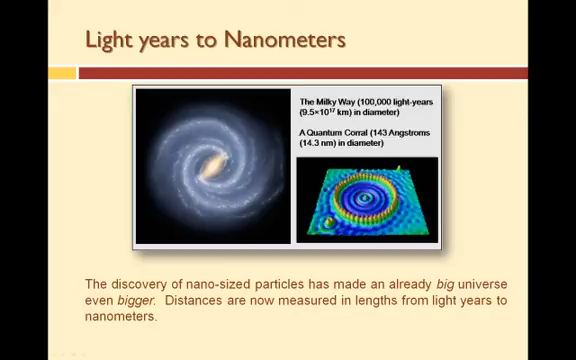 Light years to Nanometers
The Milky Way (100,000 light-years
(9.5×10¹⁷ km) in diameter)
A Quantum Corral (143 Angstroms
(14.3 nm) in diameter)
The discovery of nano-sized particles has made an already big universe
even bigger. Distances are now measured in lengths from light years to
nanometers.